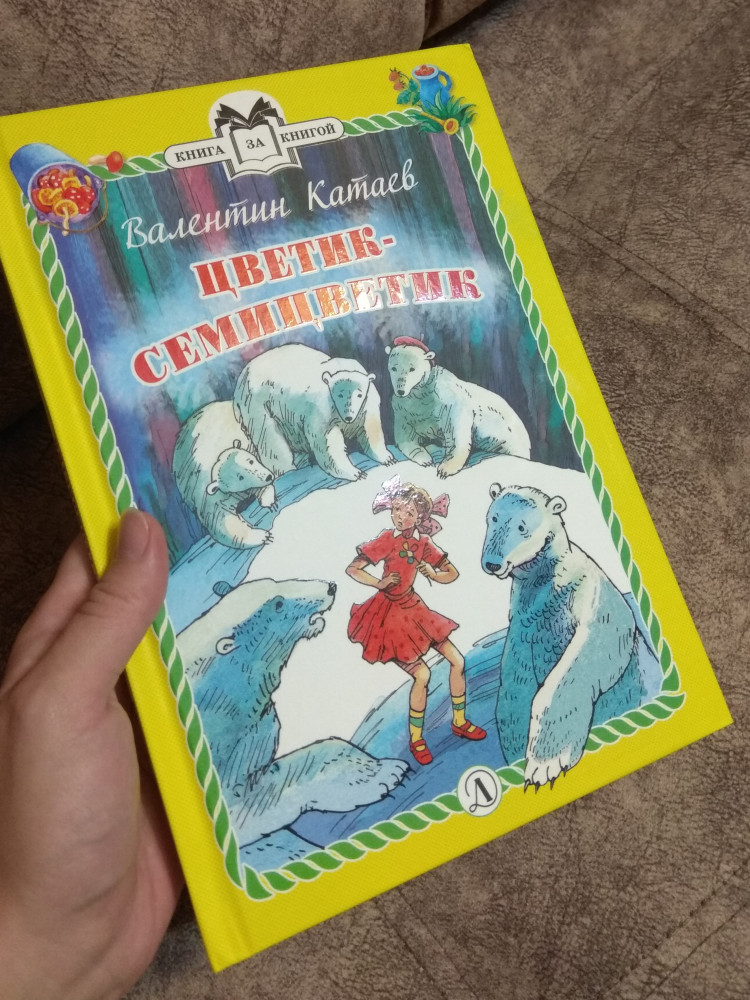 КНИГА ЗА КНИГОЙ
Валентин Катаев
ЦВЕТИК-
СЕМИЦВЕТИК
Д